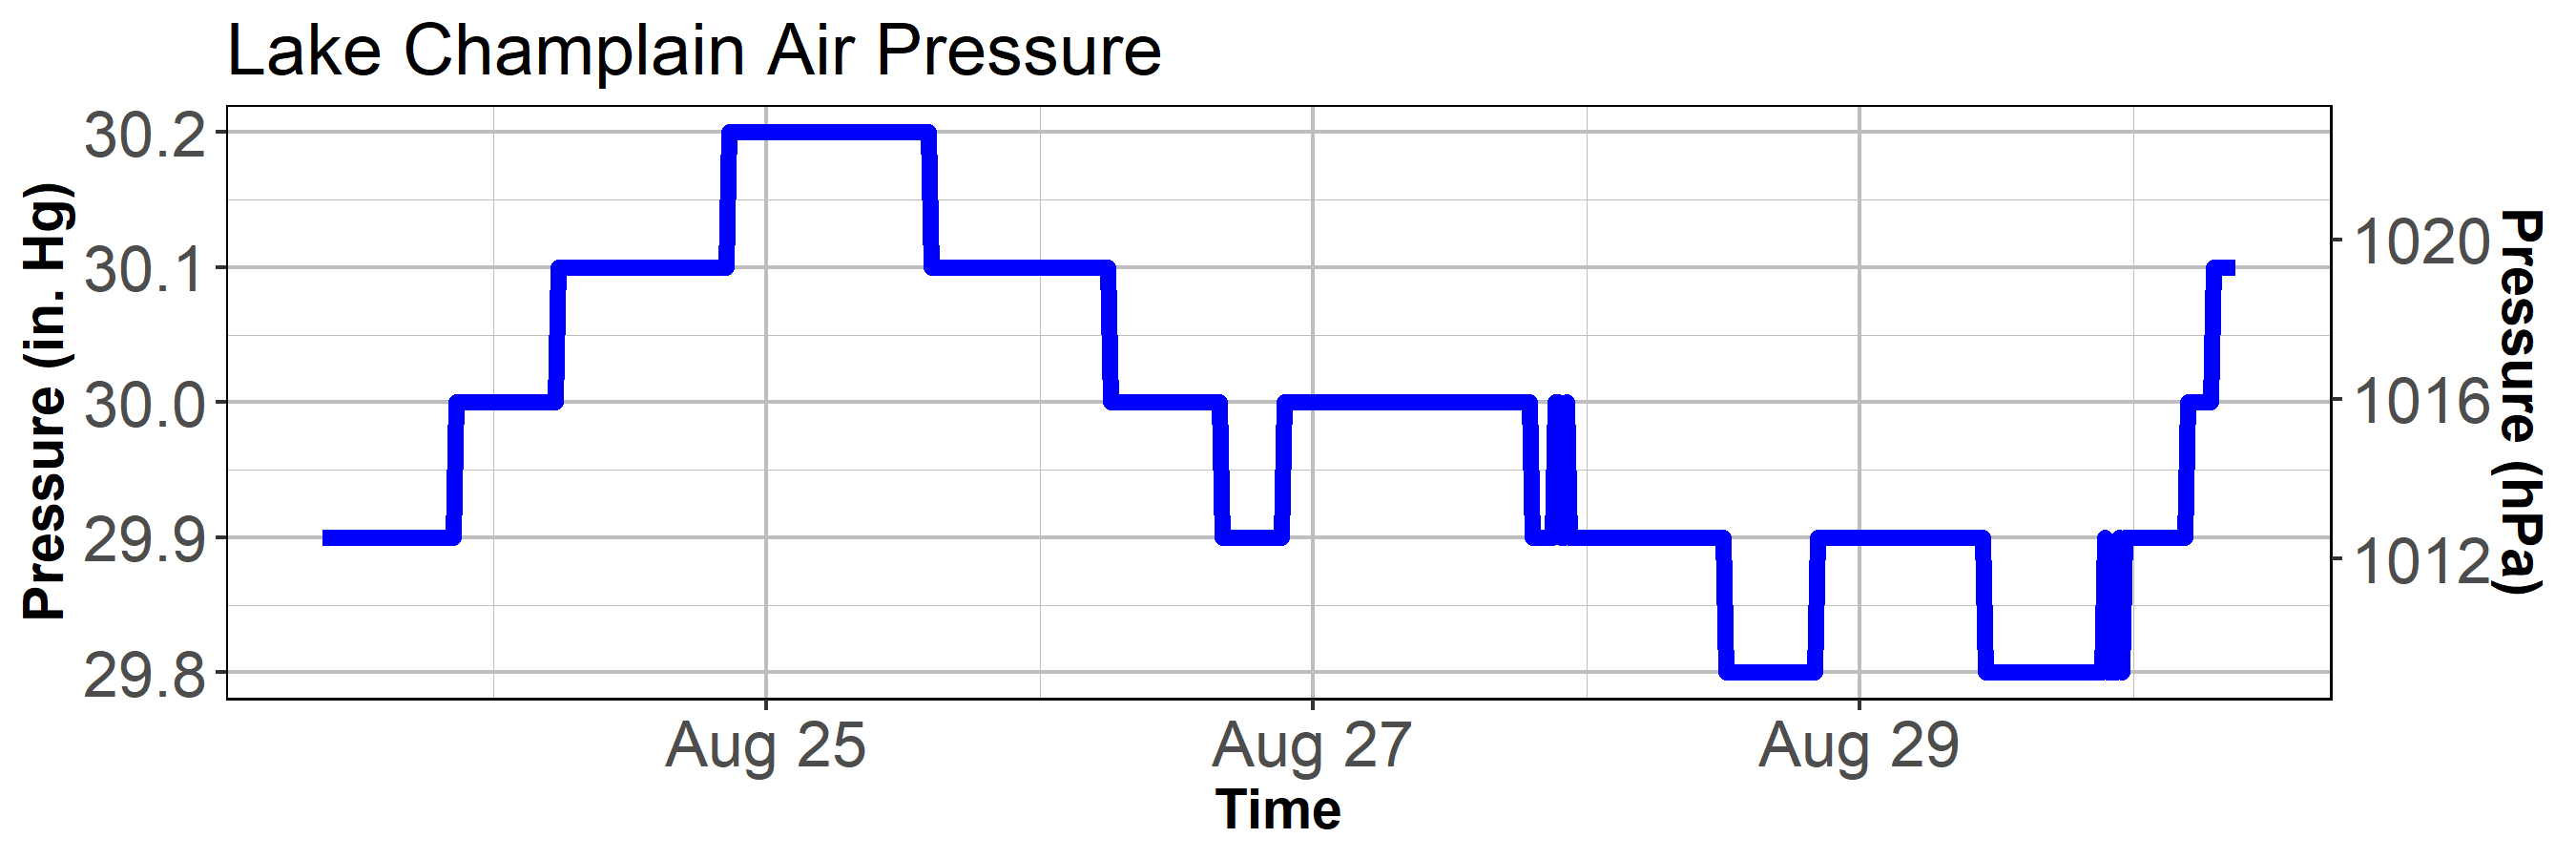 Lake Champlain Air Pressure
Pressure (in. Hg)
30.2
30.1
30.0
29.9
29.8
1020
1016
1012
Pressure (hPa)
Aug 25
Aug 27
Aug 29
Time